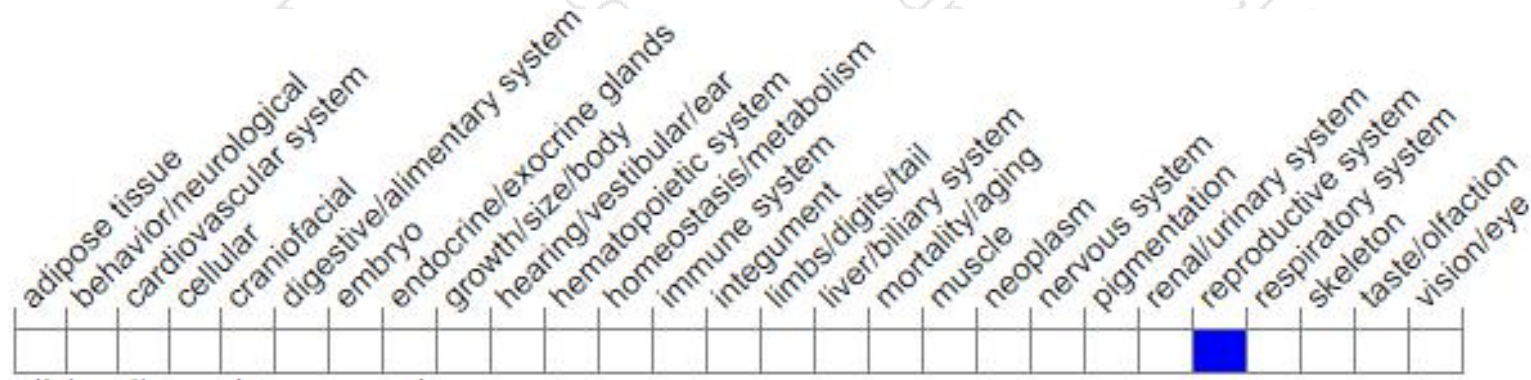 adipose tissue
behavior/neurological
cardiovascular system
cellular
craniofacial
digestive/alimentary system
embryo
endocrine/exocrine glands
growth/size/body
hearing/vestibular/ear
hematopoietic system
homeostasis/metabolism
immune system
integument
limbs/digits/tail
liver/biliary system
mortality/aging
muscle
neoplasm
nervous system
pigmentation
renal/urinary system
reproductive system
respiratory system
skeleton
taste/olfaction
vision/eye